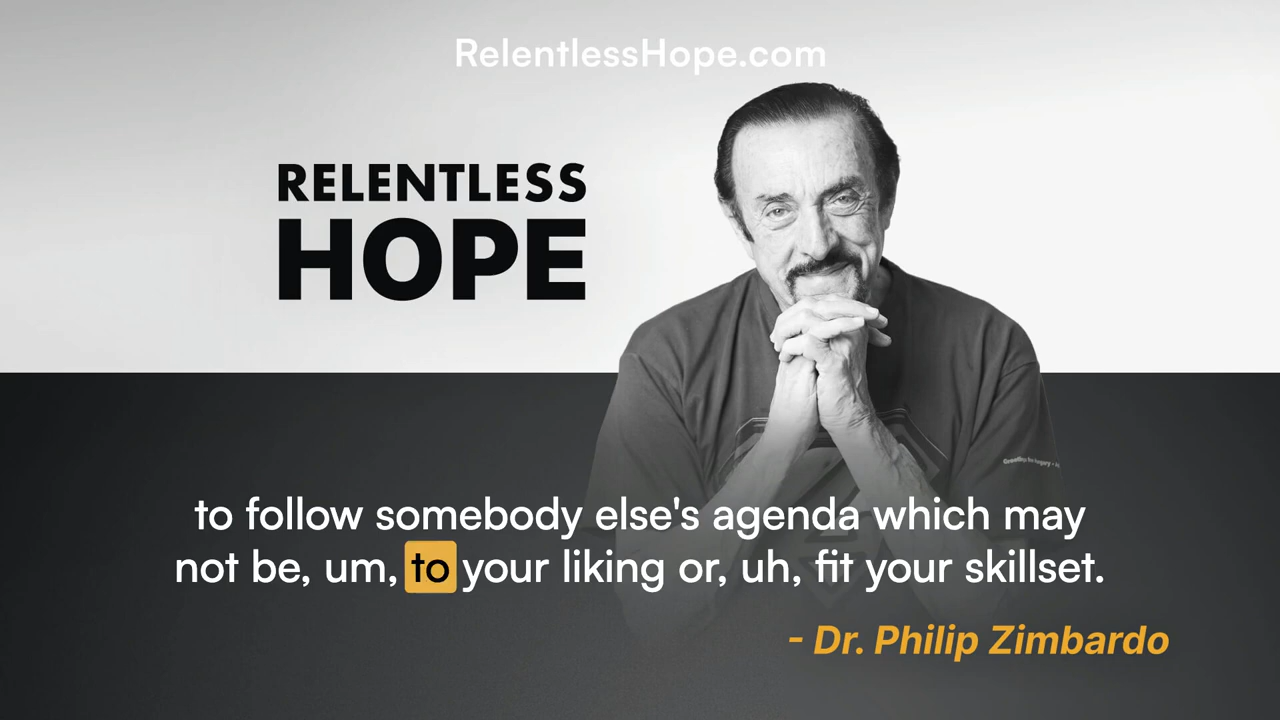 RelentlessHope.com
RELENTLESS
HOPE
to follow somebody else's agenda which may
not be, um, to your liking or, uh, fit your skillset.
- Dr. Philip Zimbardo